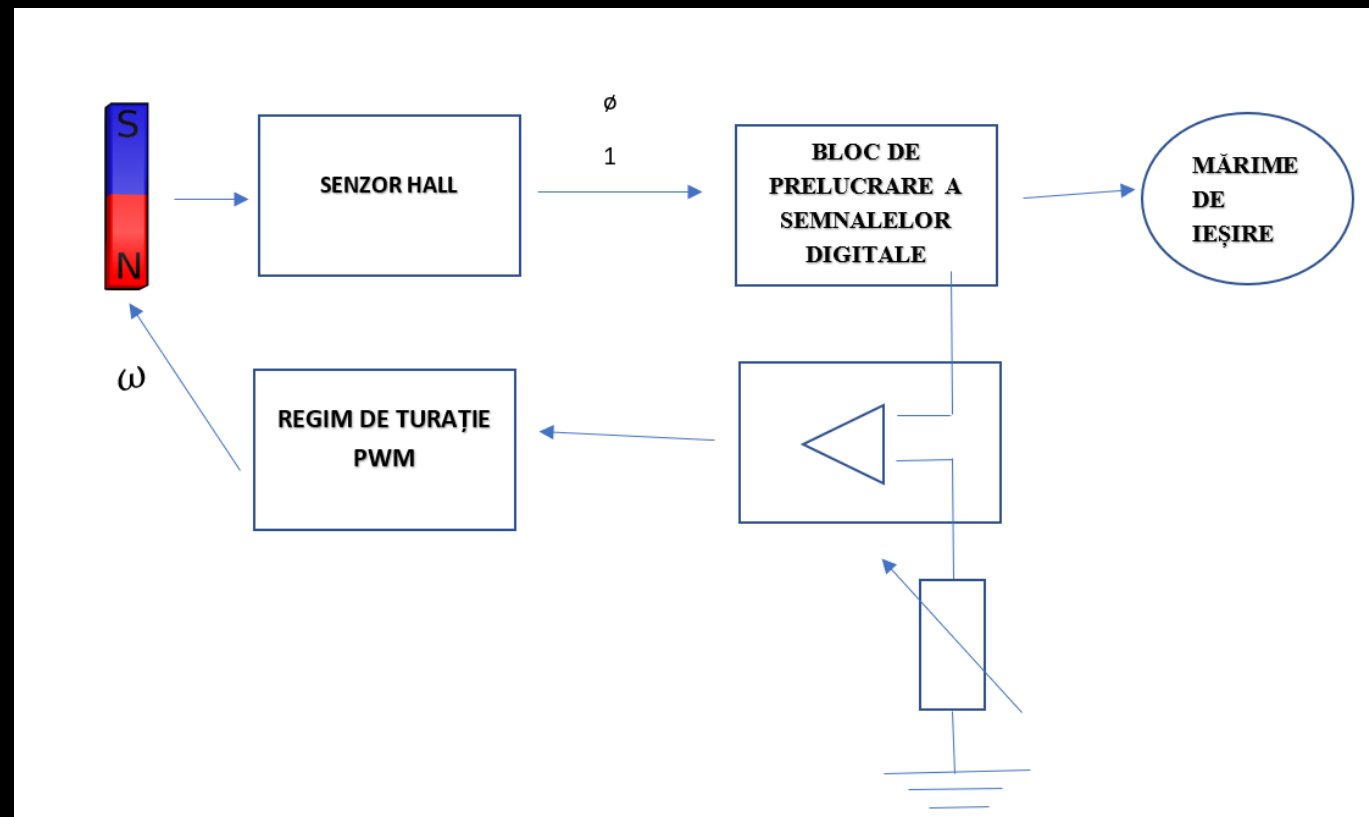 S
N
SENZOR HALL
ø
1
BLOC DE
PRELUCRARE A
SEMNALELOR
DIGITALE
MĂRIME
DE
IEȘIRE
ω
REGIM DE TURAȚIE
PWM